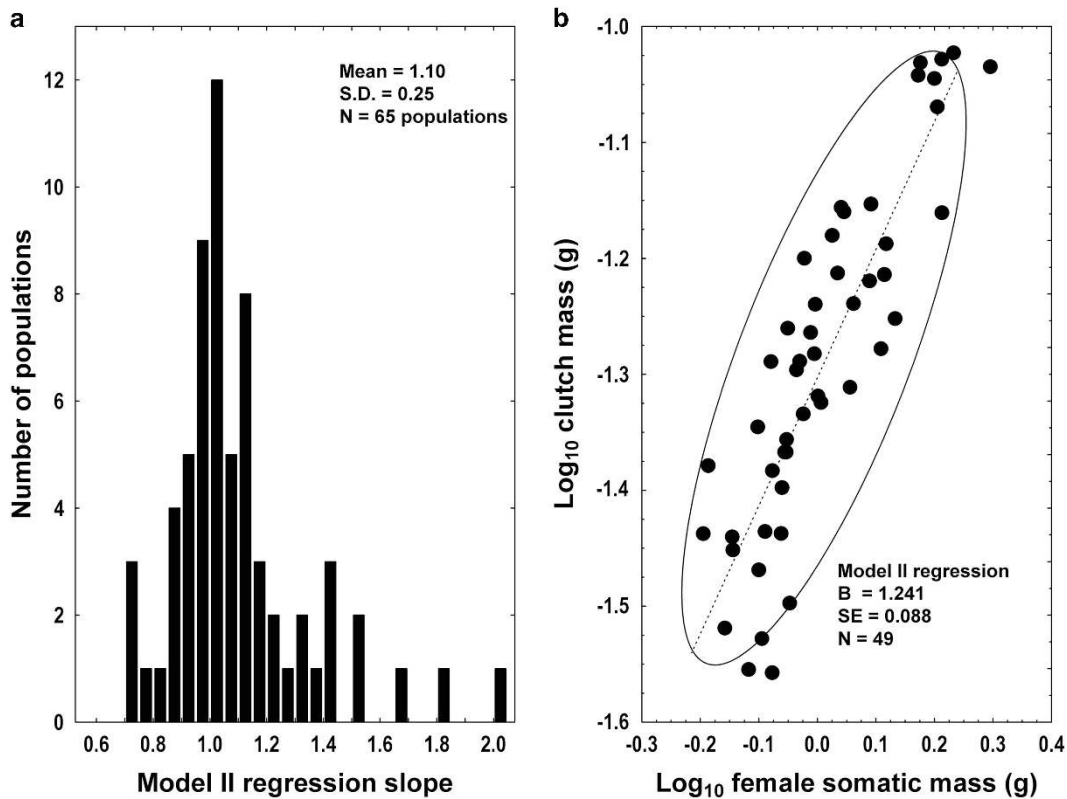 a
Mean = 1.10
S.D. = 0.25
N = 65 populations
Number of populations
12
10
8
6
4
2
0
0.6 0.8 1.0 1.2 1.4 1.6 1.8 2.0
Model II regression slope
b
Log10 clutch mass (g)
-1.0
-1.1
-1.2
-1.3
-1.4
-1.5
-1.6
Model II regression
B = 1.241
SE = 0.088
N = 49
-0.3 -0.2 -0.1 0.0 0.1 0.2 0.3 0.4
Log10 female somatic mass (g)